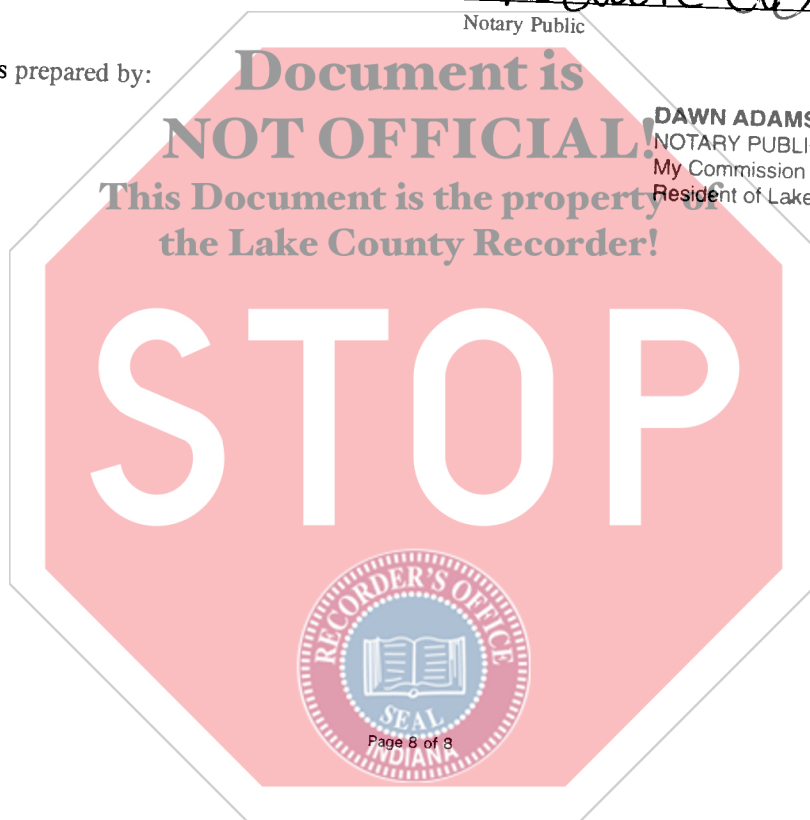 Notary Public
s prepared by:
Document is
NOT OFFICIAL!
This Document is the property of
the Lake County Recorder!
DAWN ADAMS
NOTARY PUBLI
My Commission
Resident of Lake
STOP
RECORDER'S OFFICE
SEAL
INDIANA
Page 8 of 8